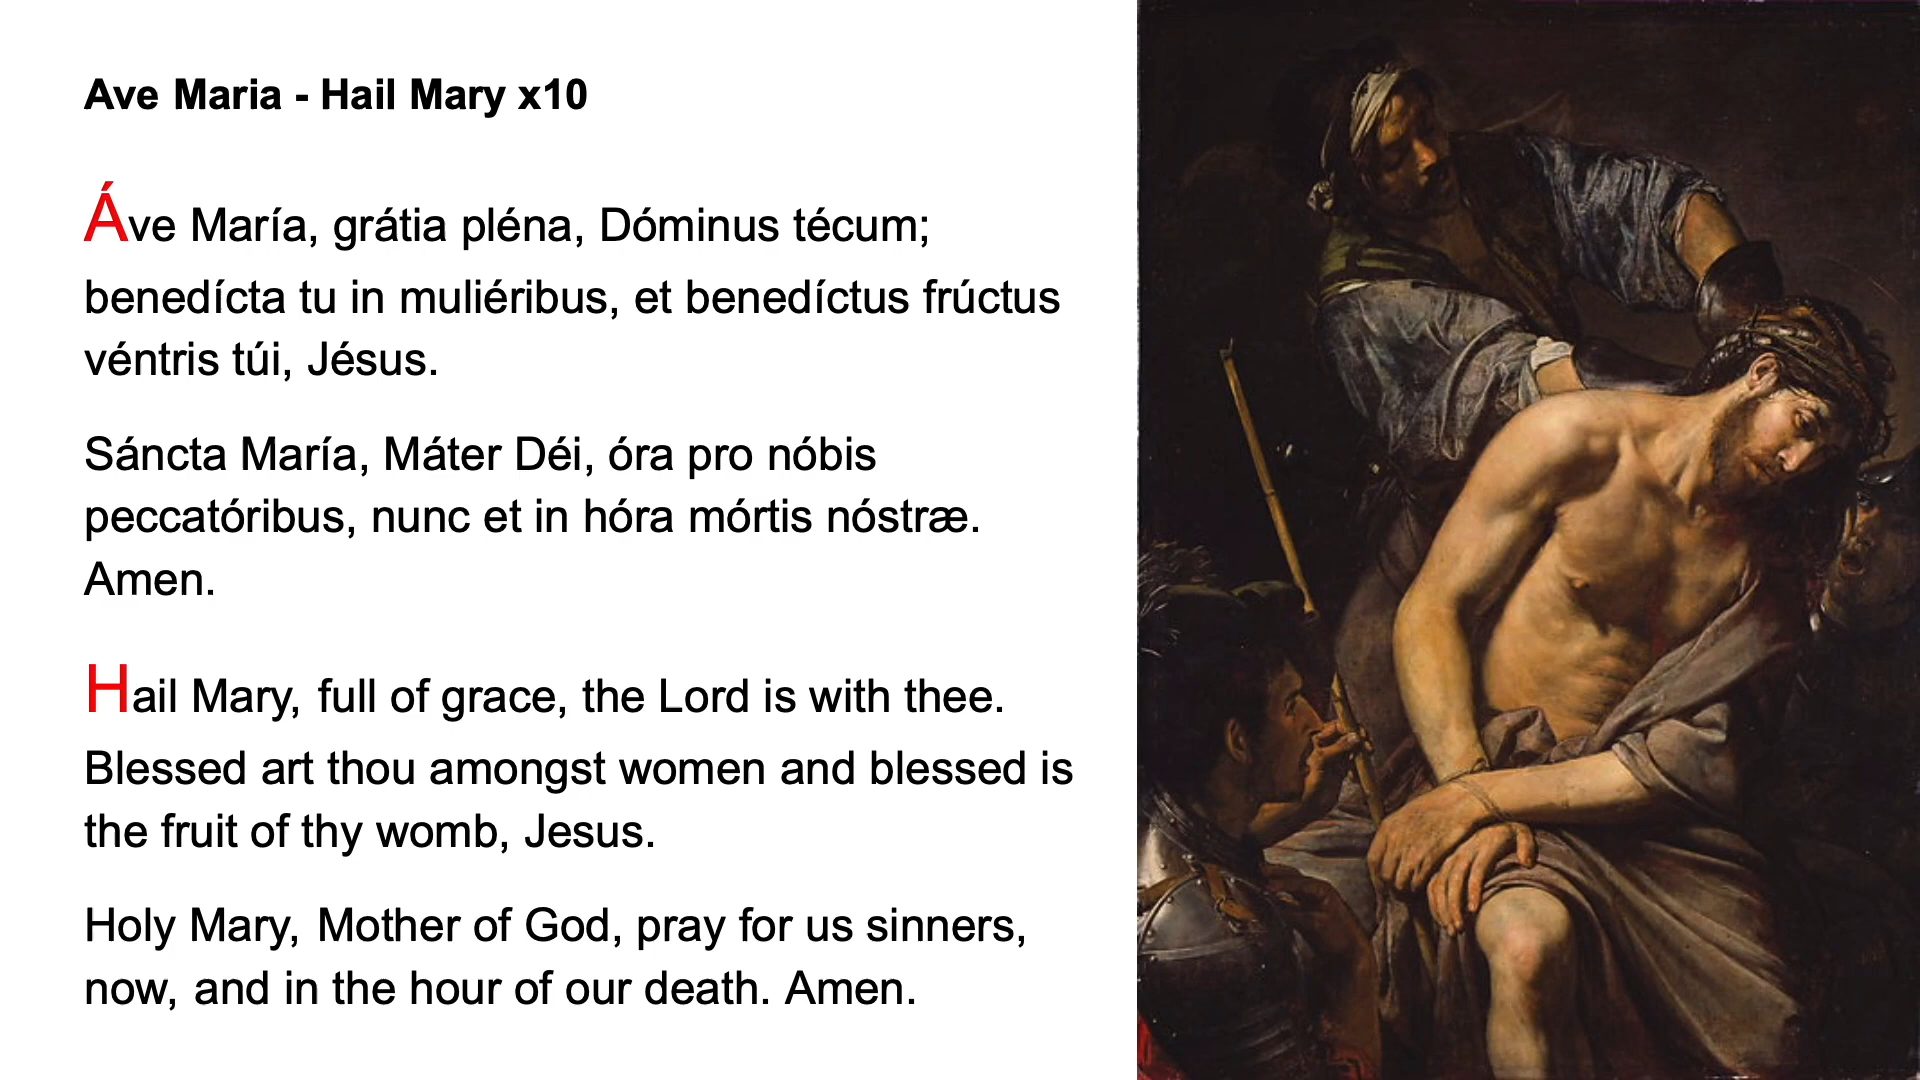 Ave Maria - Hail Mary x10
Áve María, grátia pléna, Dóminus técum;
benedícta tu in muliéribus, et benedíctus frúctus
véntris túi, Jésus.
Sáncta María, Máter Déi, óra pro nóbis
peccatóribus, nunc et in hóra mórtis nóstræ.
Amen.
Hail Mary, full of grace, the Lord is with thee.
Blessed art thou amongst women and blessed is
the fruit of thy womb, Jesus.
Holy Mary, Mother of God, pray for us sinners,
now, and in the hour of our death. Amen.